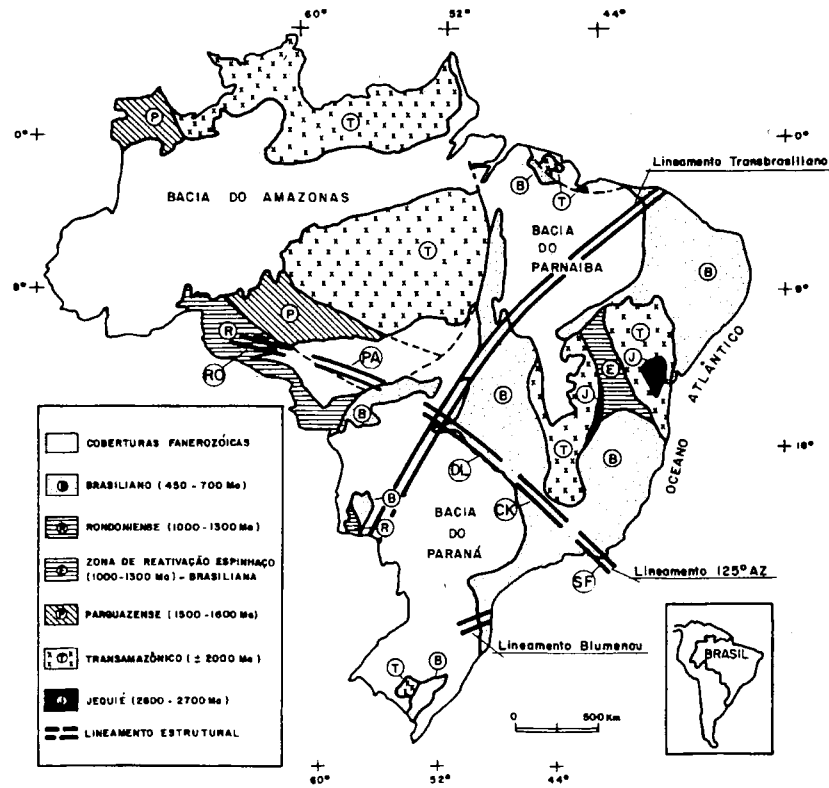 60° 52° 44°
0° 0°
P
T
Lineamento Transbrasiliano
B
T
BACIA DO AMAZONAS
BACIA
DO
PARNAIBA
T
B
8° 8°
P
R
T
J
E
RO
PA
B
J
B
ATLÂNTICO
OCEANO
T
B
16°
DL
CK
B
R
BACIA
DO
PARANÁ
SF
Lineamento 125° AZ
Lineamento Blumenau
T
B
COBERTURAS FANEROZÓICAS
BRASILIANO (450 - 700 Ma)
R
RONDONIENSE (1000 - 1300 Ma)
E
ZONA DE REATIVAÇÃO ESPINHAÇO
(1000-1300 Ma) - BRASILIANA
P
PARGUAZENSE (1500 - 1600 Ma)
T
TRANSAMAZÔNICO (± 2000 Ma)
J
JEQUIÉ (2600 - 2700 Ma)
LINEAMENTO ESTRUTURAL
BRASIL
0 500 Km
60° 52° 44°